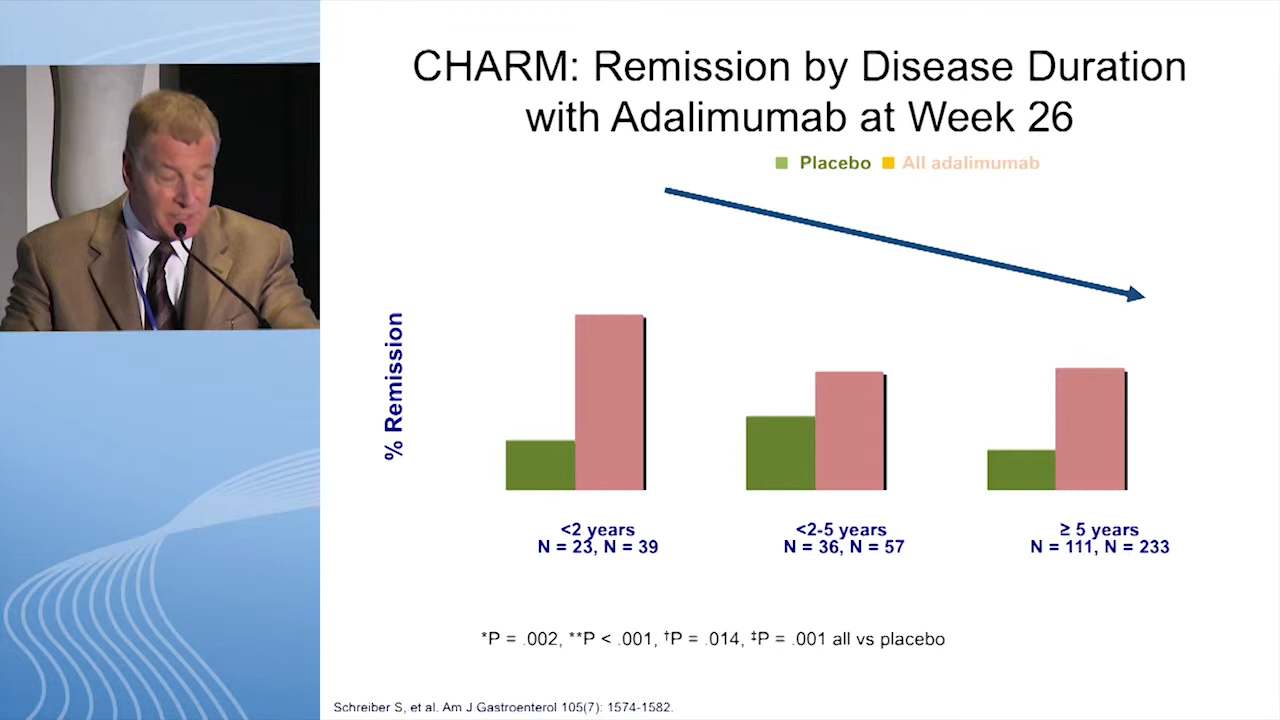 CHARM: Remission by Disease Duration
with Adalimumab at Week 26
Placebo All adalimumab
% Remission
<2 years
N = 23, N = 39
<2-5 years
N = 36, N = 57
≥ 5 years
N = 111, N = 233
*P = .002, **P < .001, †P = .014, ‡P = .001 all vs placebo
Schreiber S, et al. Am J Gastroenterol 105(7): 1574-1582.